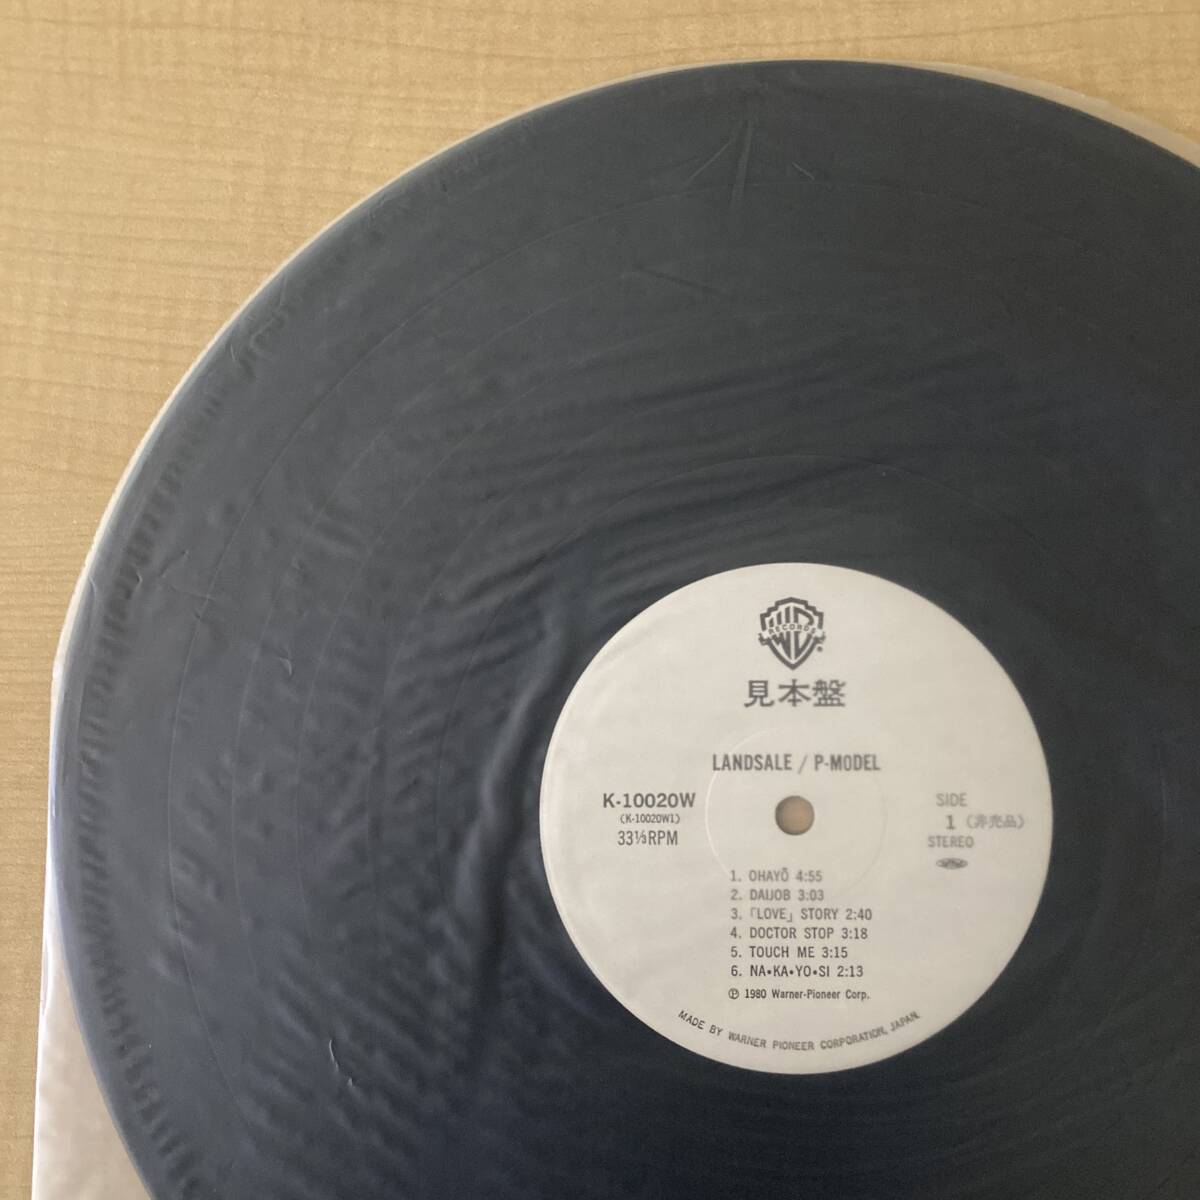 RECORDS
見本盤
LANDSALE / P-MODEL
K-10020W
(K-10020W1)
33⅓RPM
SIDE
1 (非売品)
STEREO
1. OHAYŌ 4:55
2. DAIJOB 3:03
3. 「LOVE」 STORY 2:40
4. DOCTOR STOP 3:18
5. TOUCH ME 3:15
6. NA•KA•YO•SI 2:13
Ⓟ 1980 Warner-Pioneer Corp.
MADE BY WARNER PIONEER CORPORATION, JAPAN.